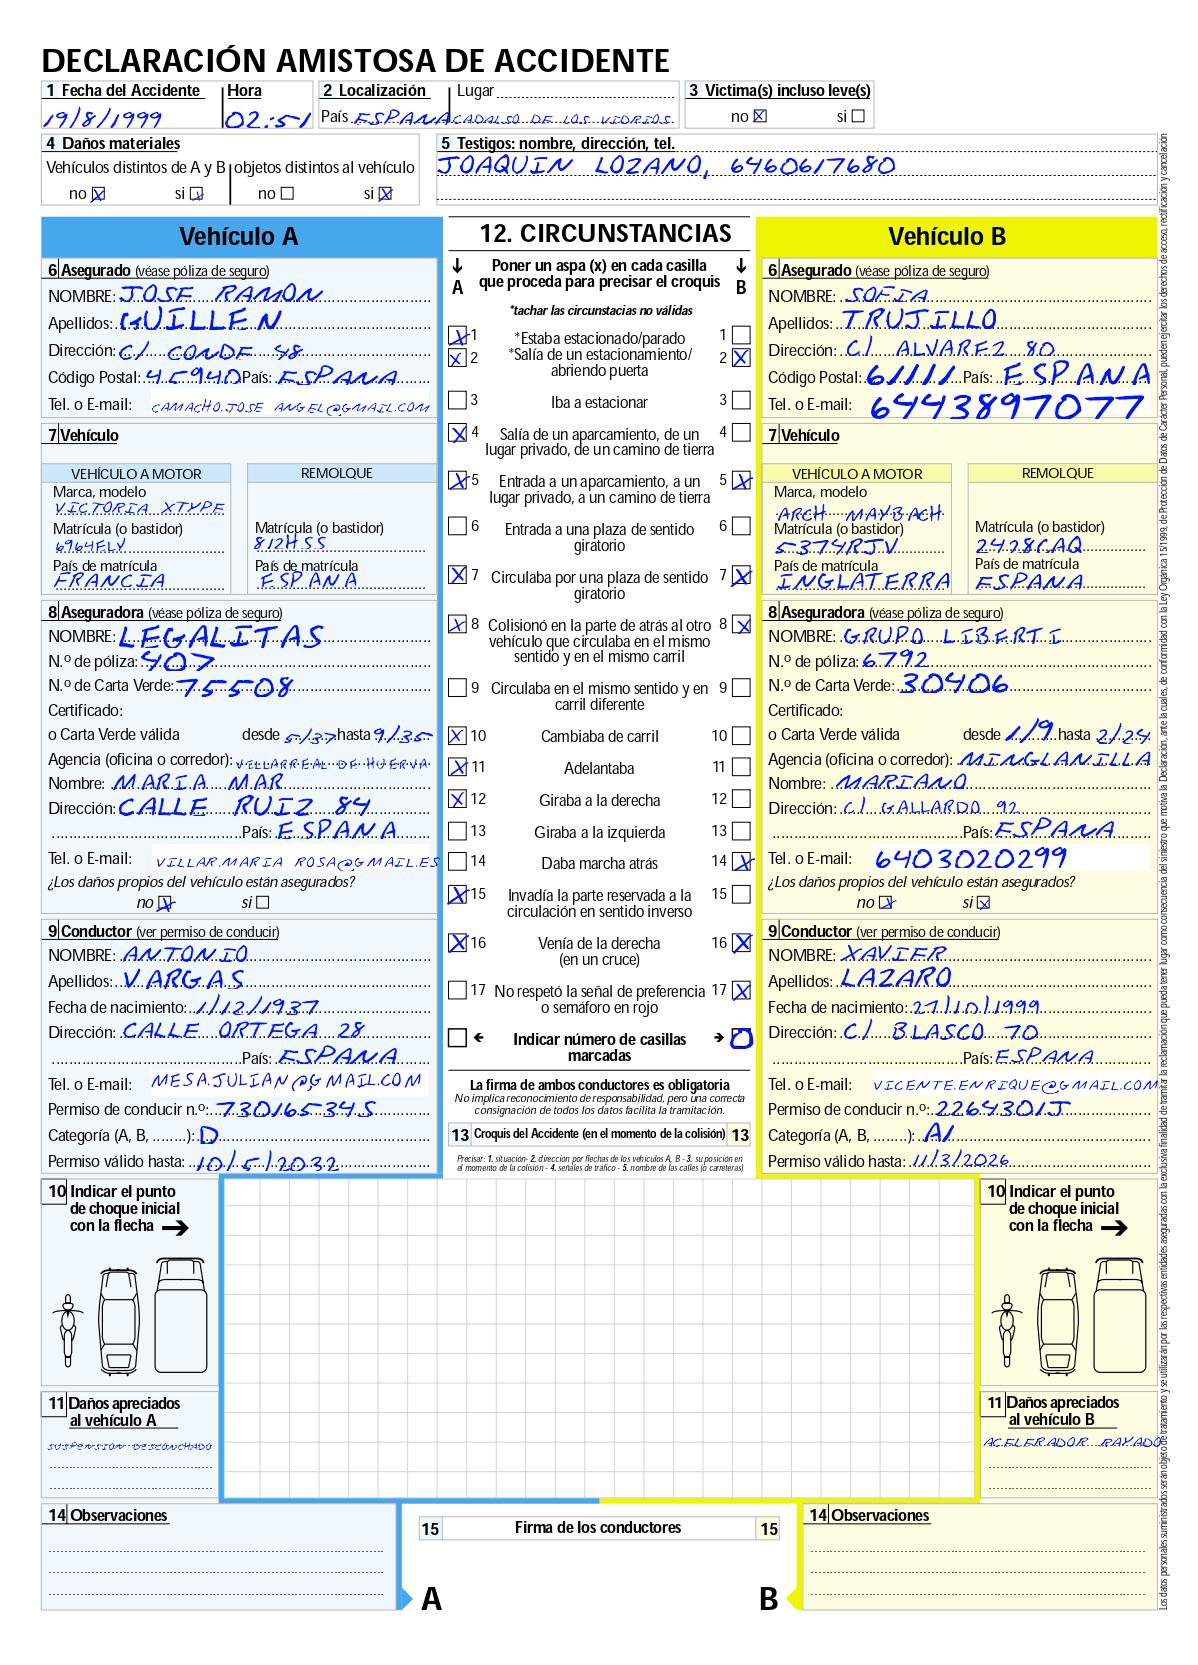 DECLARACIÓN AMISTOSA DE ACCIDENTE
1 Fecha del Accidente Hora
19/8/1999 02:51
2 Localización Lugar
País ESPANA CADALSO DE LOS VIDRIOS
3 Victima(s) incluso leve(s)
no X si
4 Daños materiales
Vehículos distintos de A y B objetos distintos al vehículo
no X si X no si X
5 Testigos: nombre, dirección, tel.
JOAQUIN LOZANO, 6460617680
Vehículo A
6 Asegurado (véase póliza de seguro)
NOMBRE: JOSE RAMON
Apellidos: GUILLEN
Dirección: C/ CONDE 48
Código Postal: 45940 País: ESPANA
Tel. o E-mail: CAMACHO.JOSE ANGEL@GMAIL.COM
7 Vehículo
VEHÍCULO A MOTOR REMOLQUE
Marca, modelo
VICTORIA XTYPE
Matrícula (o bastidor) Matrícula (o bastidor)
6964ELY 812HSS
País de matrícula País de matrícula
FRANCIA ESPANA
8 Aseguradora (véase póliza de seguro)
NOMBRE: LEGALITAS
N.º de póliza: 407
N.º de Carta Verde: 75508
Certificado:
o Carta Verde válida desde 5/37 hasta 9/35
Agencia (oficina o corredor): VILLARREAL DE HUERVA
Nombre: MARIA MAR
Dirección: CALLE RUIZ 84
País: ESPANA
Tel. o E-mail: VILLAR.MARIA ROSA@GMAIL.ES
¿Los daños propios del vehículo están asegurados?
no X si
9 Conductor (ver permiso de conducir)
NOMBRE: ANTONIO
Apellidos: VARGAS
Fecha de nacimiento: 1/12/1937
Dirección: CALLE ORTEGA 28
País: ESPANA
Tel. o E-mail: MESA.JULIAN@GMAIL.COM
Permiso de conducir n.º: 73016534S
Categoría (A, B, ........): D
Permiso válido hasta: 10/5/2032
10 Indicar el punto
de choque inicial
con la flecha →
11 Daños apreciados
al vehículo A
SUSPENSION DESCONCHADO
14 Observaciones
12. CIRCUNSTANCIAS
↓ Poner un aspa (x) en cada casilla ↓
A que proceda para precisar el croquis B
*tachar las circunstacias no válidas
X 1 *Estaba estacionado/parado 1
X 2 *Salía de un estacionamiento/ 2 X
abriendo puerta
3 Iba a estacionar 3
X 4 Salía de un aparcamiento, de un 4
lugar privado, de un camino de tierra
X 5 Entrada a un aparcamiento, a un 5 X
lugar privado, a un camino de tierra
6 Entrada a una plaza de sentido 6
giratorio
X 7 Circulaba por una plaza de sentido 7 X
giratorio
X 8 Colisionó en la parte de atrás al otro 8 X
vehículo que circulaba en el mismo
sentido y en el mismo carril
9 Circulaba en el mismo sentido y en 9
carril diferente
X 10 Cambiaba de carril 10
X 11 Adelantaba 11
X 12 Giraba a la derecha 12
13 Giraba a la izquierda 13
14 Daba marcha atrás 14 X
X 15 Invadía la parte reservada a la 15
circulación en sentido inverso
X 16 Venía de la derecha 16 X
(en un cruce)
17 No respetó la señal de preferencia 17 X
o semáforo en rojo
← Indicar número de casillas → 0
marcadas
La firma de ambos conductores es obligatoria
No implica reconocimiento de responsabilidad, pero una correcta
consignación de todos los datos facilita la tramitación.
13 Croquis del Accidente (en el momento de la colisión) 13
Precisar: 1. situación- 2. dirección por flechas de los vehículos A, B - 3. su posición en
el momento de la colisión - 4. señales de tráfico - 5. nombre de las calles (o carreteras)
15 Firma de los conductores 15
A B
Vehículo B
6 Asegurado (véase póliza de seguro)
NOMBRE: SOFIA
Apellidos: TRUJILLO
Dirección: C/ ALVAREZ 80
Código Postal: 61111 País: ESPANA
Tel. o E-mail: 6443897077
7 Vehículo
VEHÍCULO A MOTOR REMOLQUE
Marca, modelo
ARCH MAYBACH
Matrícula (o bastidor) Matrícula (o bastidor)
5374RJV 2428CAQ
País de matrícula País de matrícula
INGLATERRA ESPANA
8 Aseguradora (véase póliza de seguro)
NOMBRE: GRUPO LIBERTI
N.º de póliza: 6792
N.º de Carta Verde: 30406
Certificado:
o Carta Verde válida desde 1/9 hasta 2/24
Agencia (oficina o corredor): MINGLANILLA
Nombre: MARIANO
Dirección: C/ GALLARDO 92
País: ESPANA
Tel. o E-mail: 6403020299
¿Los daños propios del vehículo están asegurados?
no X si X
9 Conductor (ver permiso de conducir)
NOMBRE: XAVIER
Apellidos: LAZARO
Fecha de nacimiento: 27/10/1999
Dirección: C/ BLASCO 70
País: ESPANA
Tel. o E-mail: VICENTE.ENRIQUE@GMAIL.COM
Permiso de conducir n.º: 2264301J
Categoría (A, B, ........): A1
Permiso válido hasta: 11/3/2026
10 Indicar el punto
de choque inicial
con la flecha →
11 Daños apreciados
al vehículo B
ACELERADOR RAYADO
14 Observaciones
Los datos personales suministrados serán objeto de tratamiento y se utilizarán por las respectivas entidades aseguradas con la exclusiva finalidad de tramitar la reclamación que pueda tener lugar como consecuencia del siniestro que motiva la Declaración, ante la cuales, de conformidad con la Ley Orgánica 15/1999, de Protección de Datos de Carácter Personal, pueden ejercitar los derechos de acceso, rectificación y cancelación